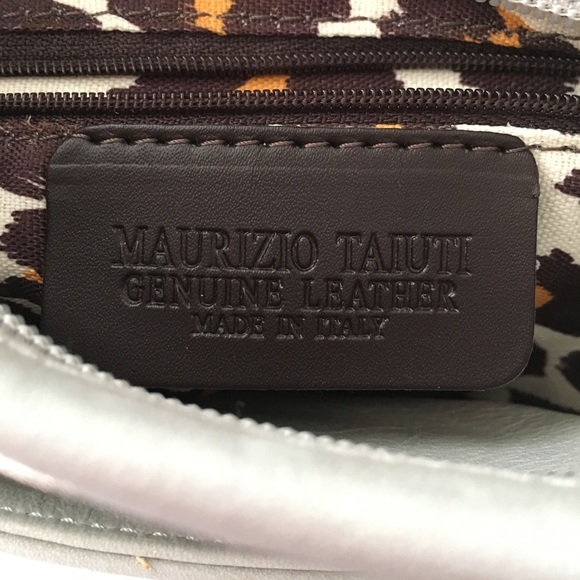 MAURIZIO TAIUTI
GENUINE LEATHER
MADE IN ITALY